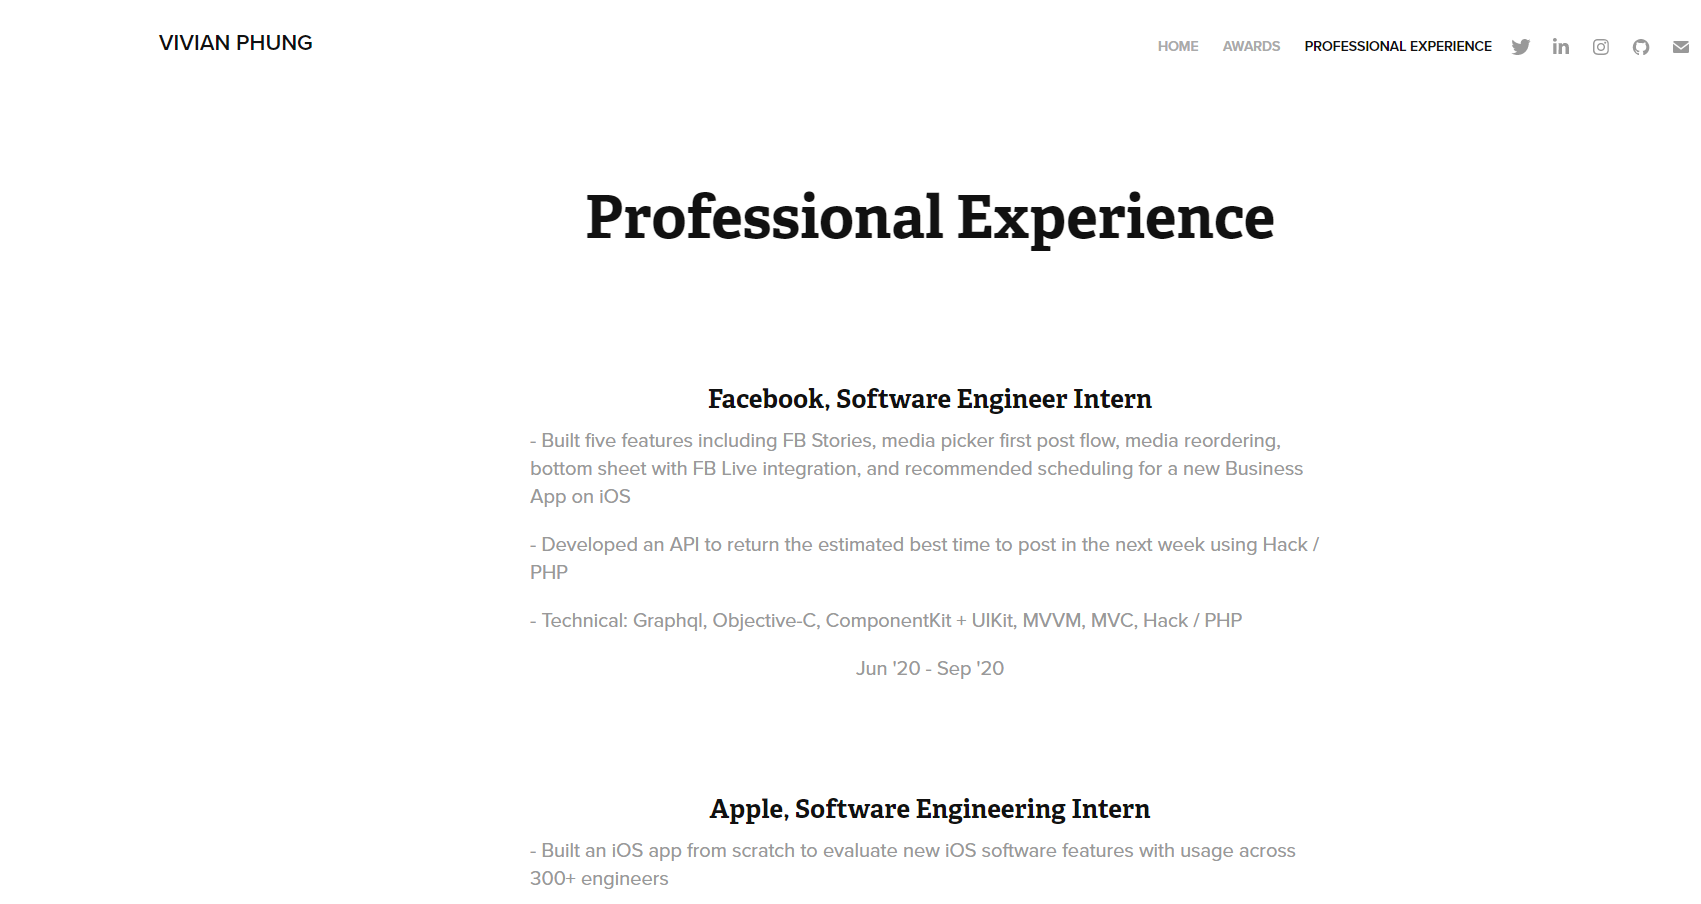 VIVIAN PHUNG
HOME AWARDS PROFESSIONAL EXPERIENCE
Professional Experience
Facebook, Software Engineer Intern
- Built five features including FB Stories, media picker first post flow, media reordering,
bottom sheet with FB Live integration, and recommended scheduling for a new Business
App on iOS
- Developed an API to return the estimated best time to post in the next week using Hack /
PHP
- Technical: Graphql, Objective-C, ComponentKit + UIKit, MVVM, MVC, Hack / PHP
Jun '20 - Sep '20
Apple, Software Engineering Intern
- Built an iOS app from scratch to evaluate new iOS software features with usage across
300+ engineers